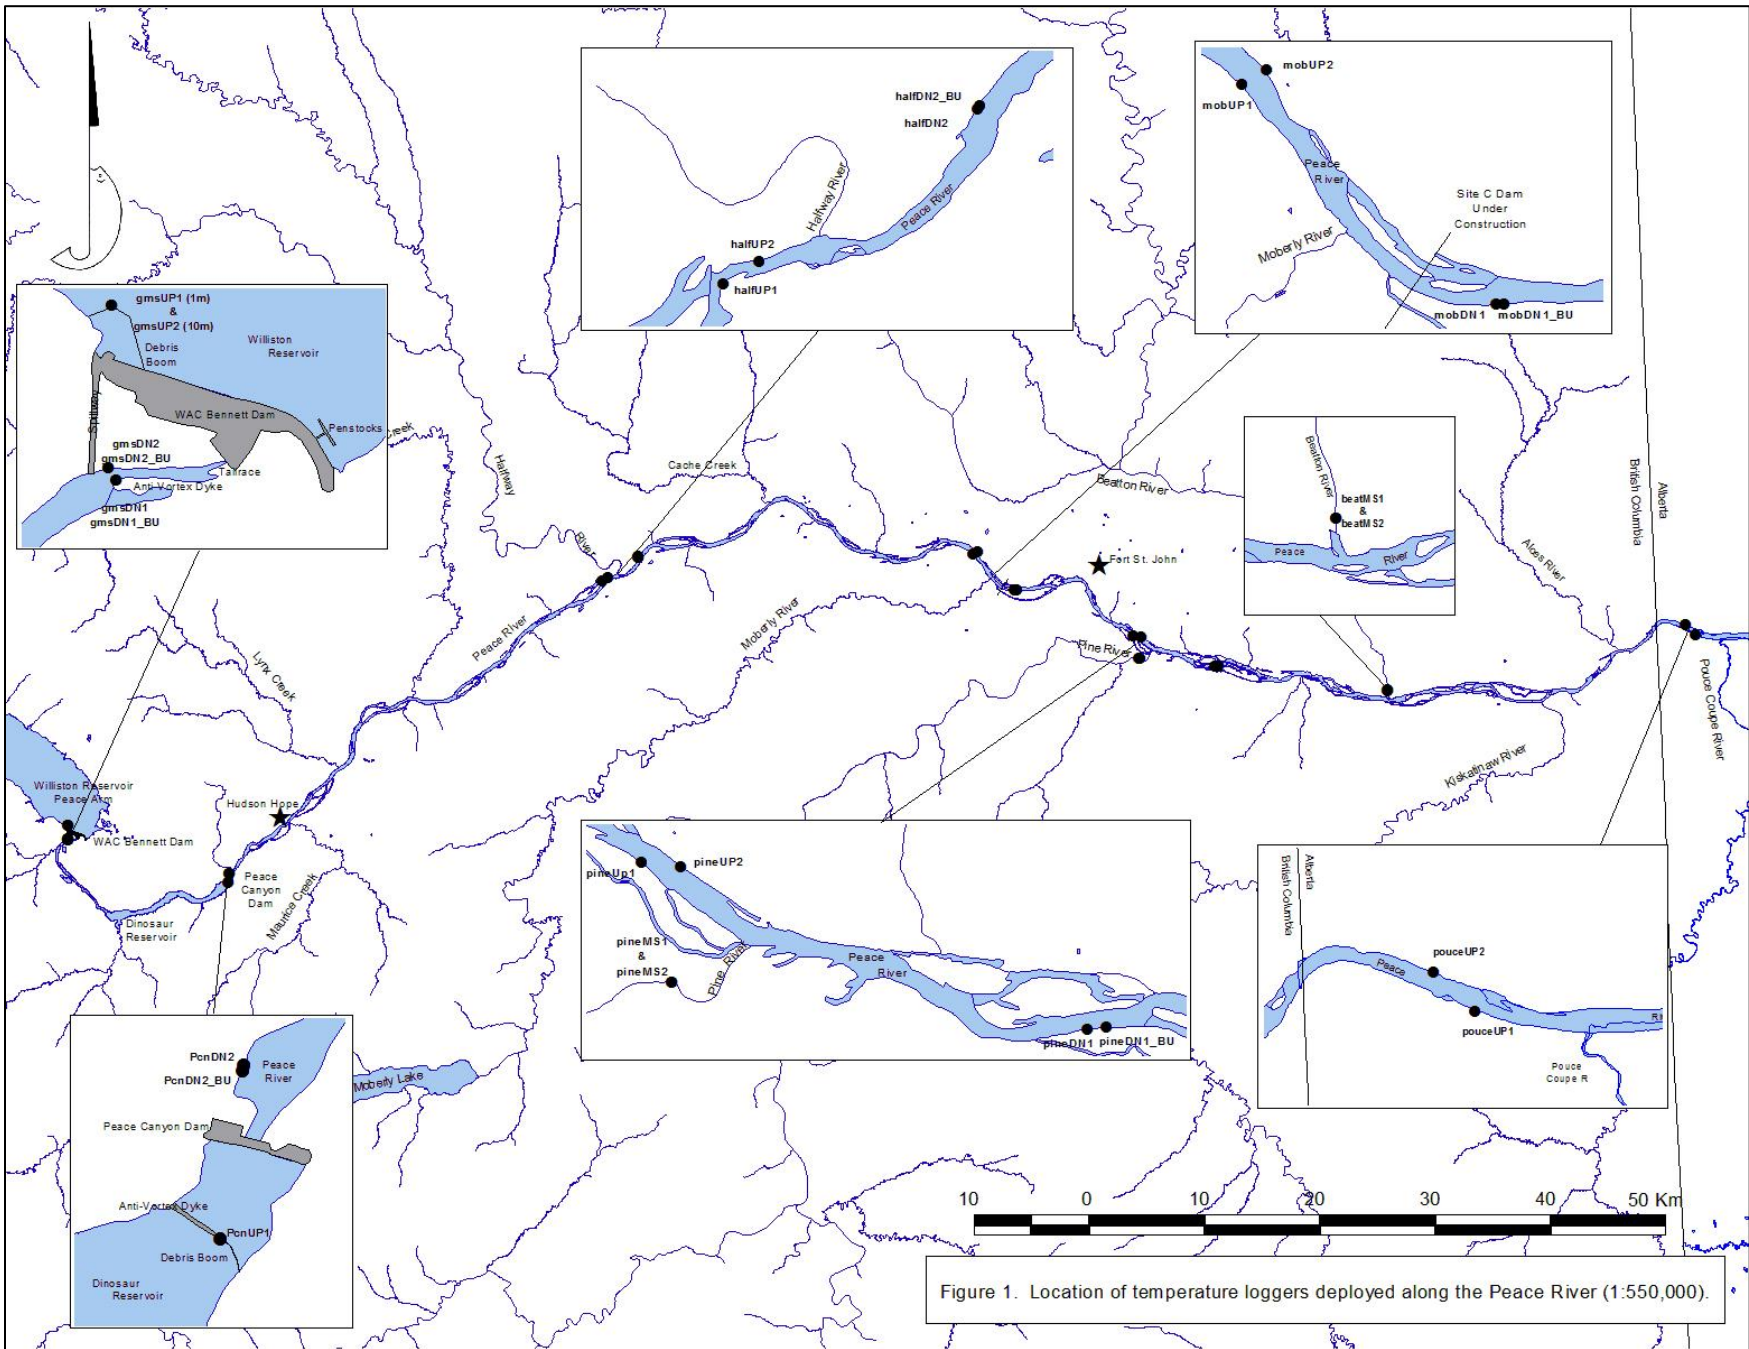 halfDN2_BU
halfDN2
Halfway River
Peace River
halfUP2
halfUP1
mobUP2
mobUP1
Peace
River
Site C Dam
Under
Construction
Moberly River
mobDN1
mobDN1_BU
gmsUP1 (1m)
&
gmsUP2 (10m)
Debris
Boom
Williston
Reservoir
Spillway
WAC Bennett Dam
Penstocks
gmsDN2
gmsDN2_BU
Tailrace
Anti Vortex Dyke
gmsDN1
gmsDN1_BU
Creek
Halfway
River
Cache Creek
Beatton River
Beatton River
beatMS1
&
beatMS2
Peace
River
British Columbia
Alberta
Alces River
Fort St. John
Moberly River
Pine River
Peace River
Lynx Creek
Pouce Coupe River
Kiskatinaw River
Williston Reservoir
Peace Arm
WAC Bennett Dam
Hudson Hope
Peace
Canyon
Dam
Maurice Creek
Dinosaur
Reservoir
pineUp1
pineUP2
pineMS1
&
pineMS2
Pine River
Peace
River
pineDN1
pineDN1_BU
British Columbia
Alberta
Peace
pouceUP2
pouceUP1
Ri
Pouce
Coupe R
PcnDN2
PcnDN2_BU
Peace
River
Peace Canyon Dam
Anti-Vortex Dyke
PcnUP1
Debris Boom
Dinosaur
Reservoir
Moberly Lake
10 0 10 20 30 40 50 Km
Figure 1. Location of temperature loggers deployed along the Peace River (1:550,000).